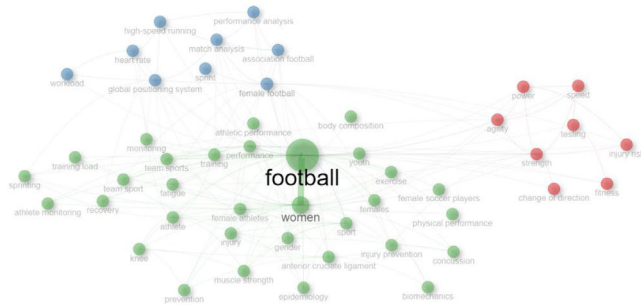 performance analysis
high-speed running
match analysis
association football
heart rate
sprint
workload
global positioning system
female football
power
speed
agility
testing
strength
injury ris
change of direction
fitness
athletic performance
body composition
monitoring
performance
training
team sports
youth
training load
football
exercise
sprinting
team sport
fatigue
female soccer players
athlete monitoring
recovery
women
females
female athletes
physical performance
athlete
sport
injury
gender
knee
injury prevention
concussion
anterior cruciate ligament
muscle strength
prevention
epidemiology
biomechanics